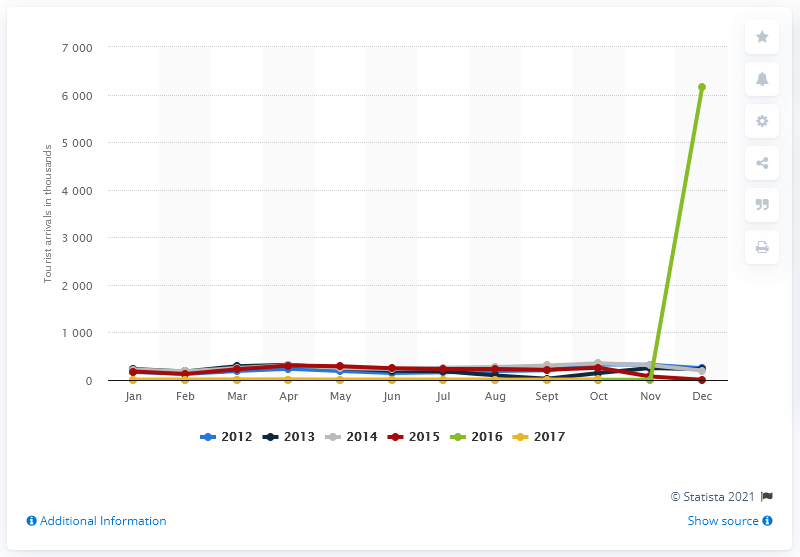 7 000
6 000
5 000
4 000
3 000
2 000
1 000
0
Tourist arrivals in thousands
Jan Feb Mar Apr May Jun Jul Aug Sept Oct Nov Dec
2012 2013 2014 2015 2016 2017
© Statista 2021
Additional Information
Show source